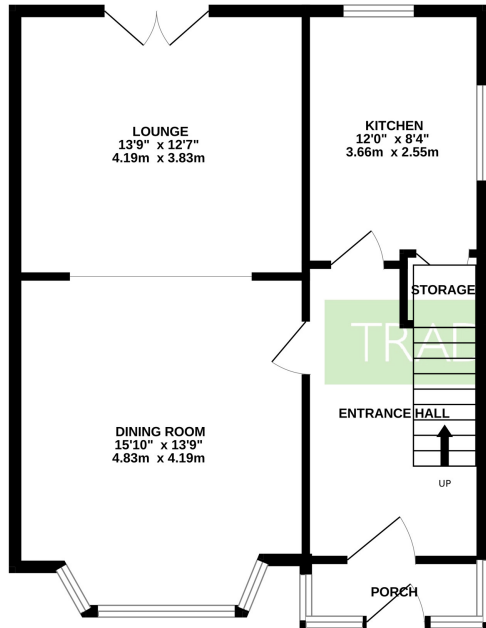 LOUNGE
13'9" x 12'7"
4.19m x 3.83m
KITCHEN
12'0" x 8'4"
3.66m x 2.55m
STORAGE
TRAD
ENTRANCE HALL
DINING ROOM
15'10" x 13'9"
4.83m x 4.19m
UP
PORCH